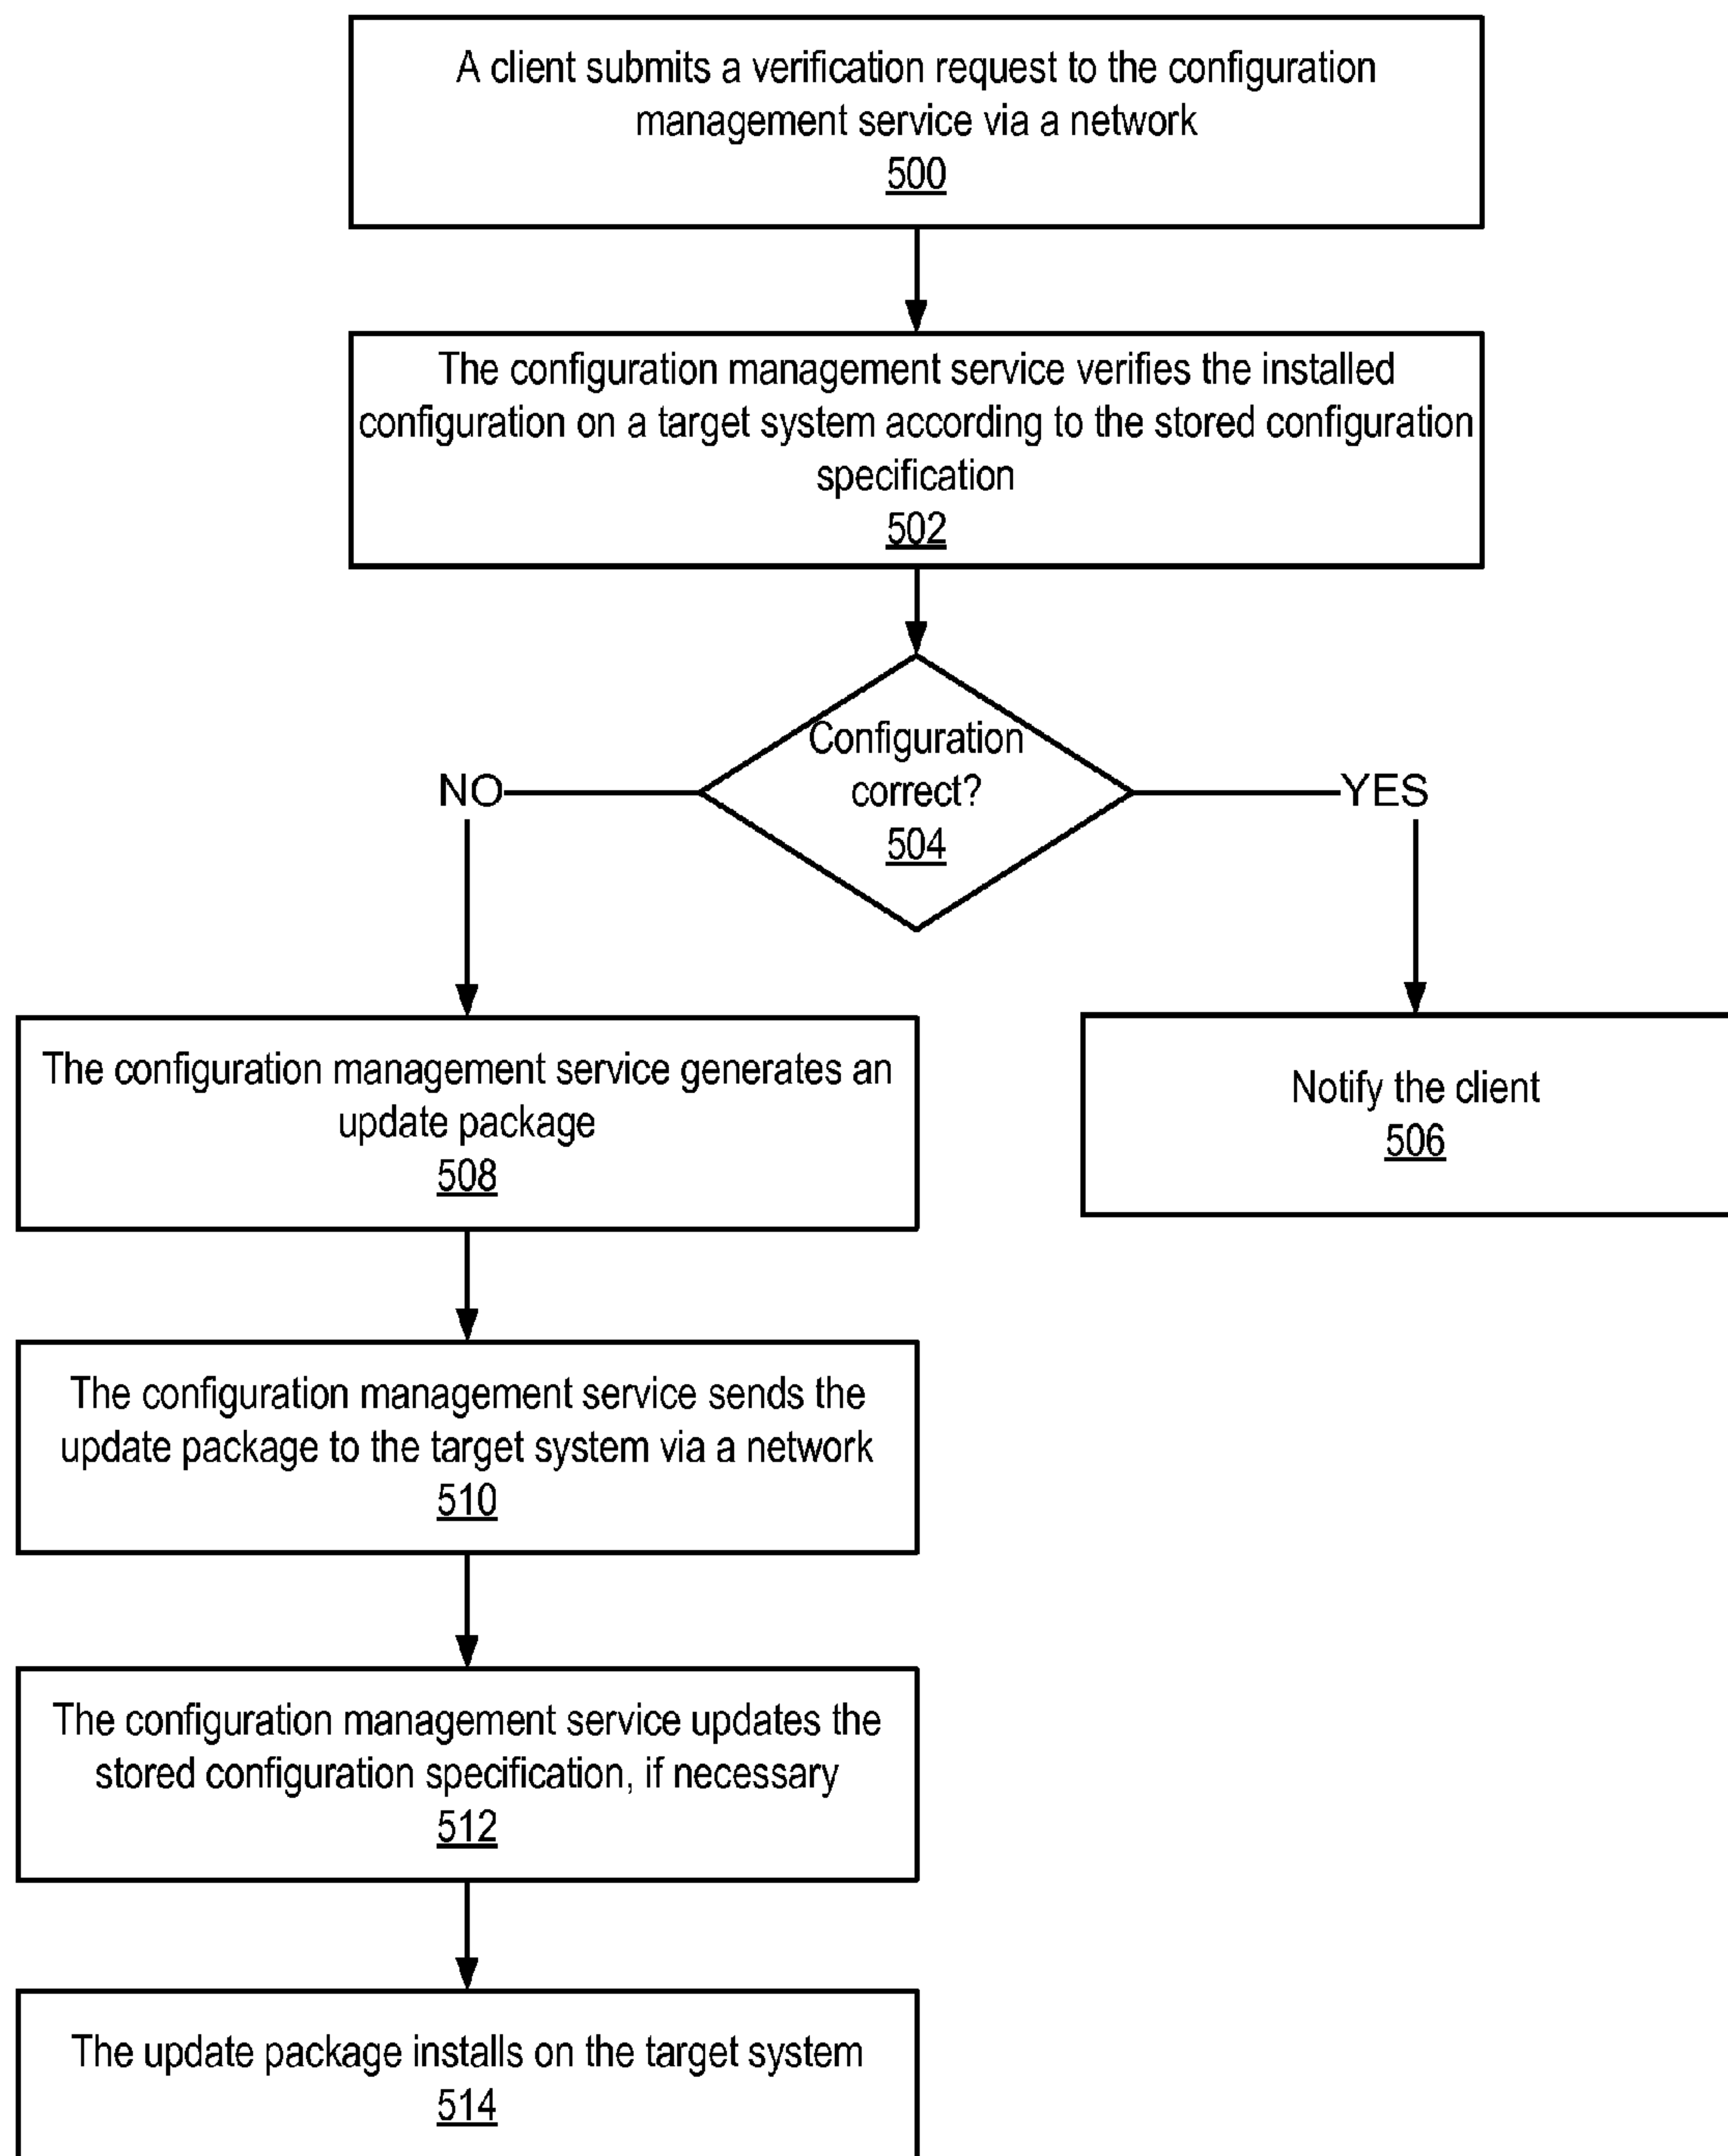 A client submits a verification request to the configuration
management service via a network
500
The configuration management service verifies the installed
configuration on a target system according to the stored configuration
specification
502
Configuration
correct?
504
NO
YES
The configuration management service generates an
update package
508
Notify the client
506
The configuration management service sends the
update package to the target system via a network
510
The configuration management service updates the
stored configuration specification, if necessary
512
The update package installs on the target system
514